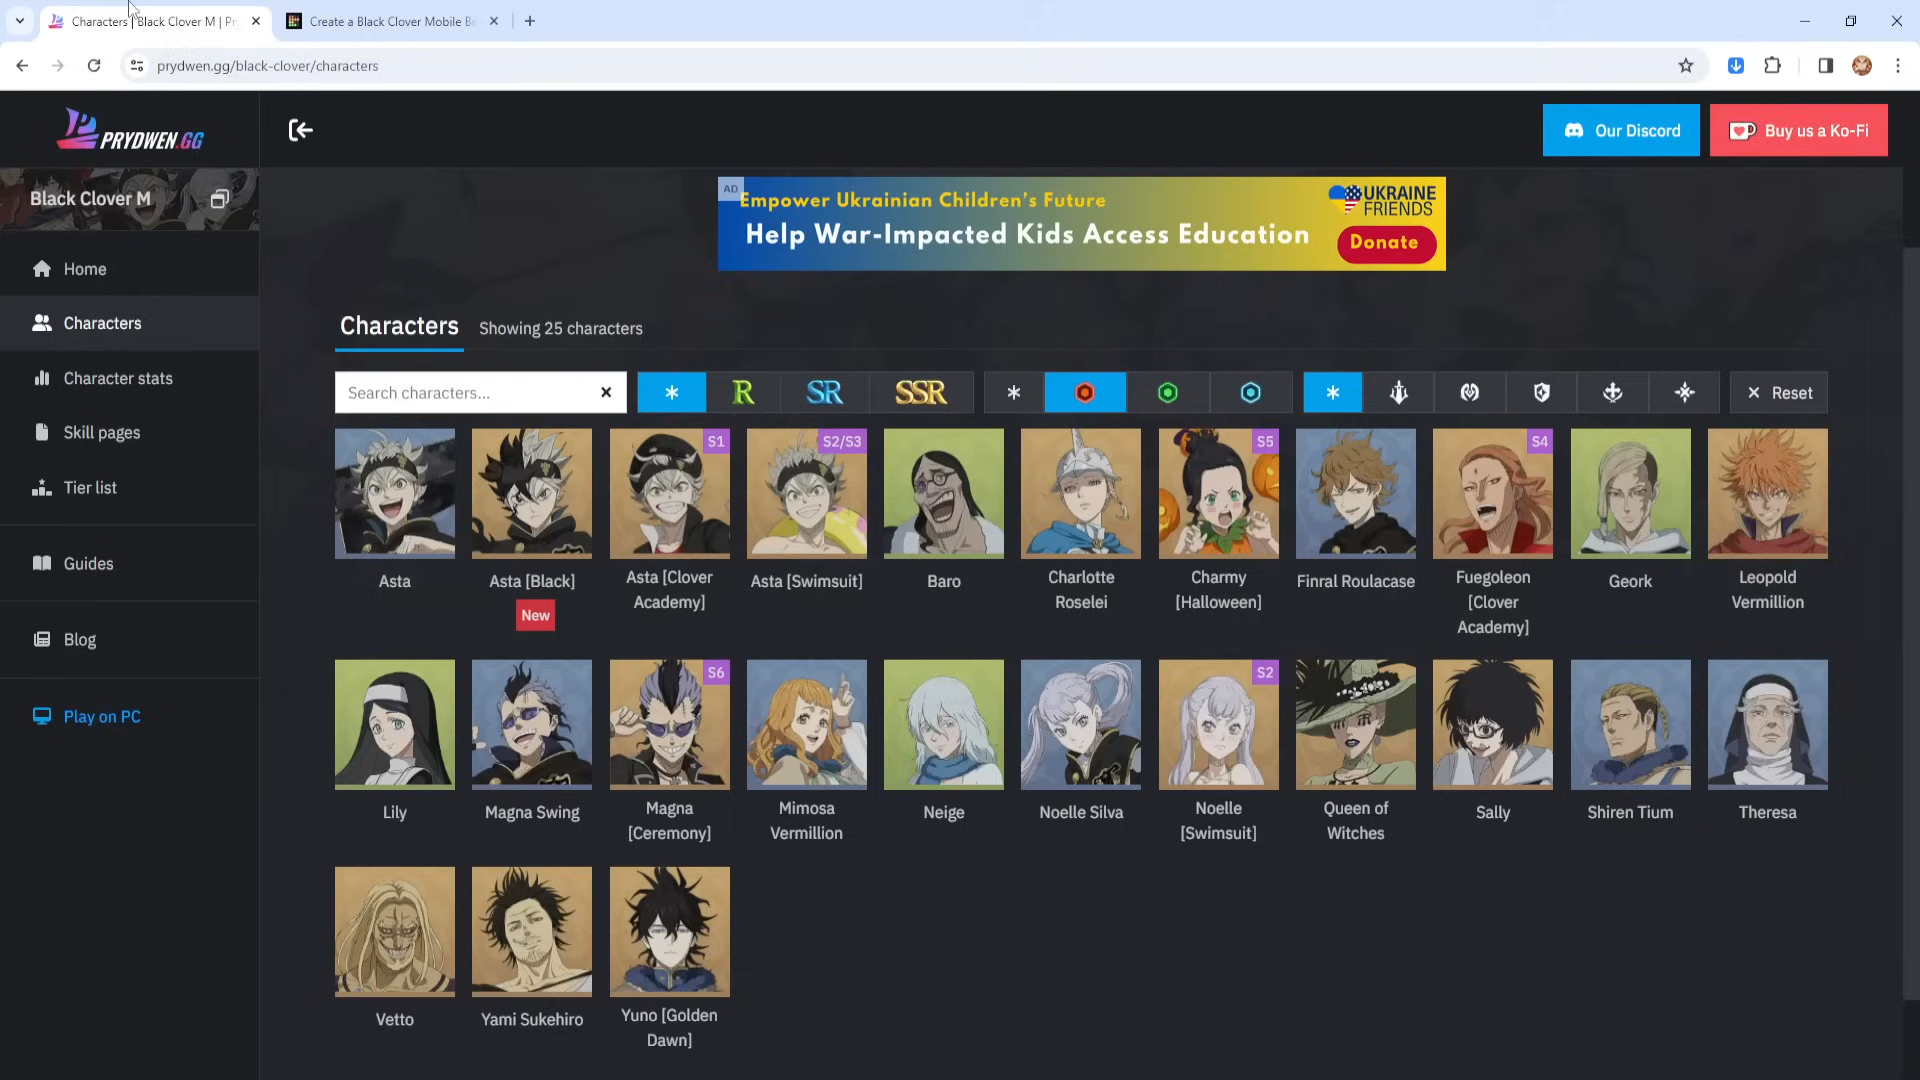 Characters | Black Clover M | Pr
Create a Black Clover Mobile Be
prydwen.gg/black-clover/characters
PRYDWEN.GG
Our Discord
Buy us a Ko-Fi
Black Clover M
AD
Empower Ukrainian Children's Future
Help War-Impacted Kids Access Education
UKRAINE
FRIENDS
Donate
Home
Characters
Character stats
Skill pages
Tier list
Guides
Blog
Play on PC
Characters
Showing 25 characters
Search characters...
R
SR
SSR
Reset
S1
S2/S3
S5
S4
Asta
Asta [Black]
New
Asta [Clover
Academy]
Asta [Swimsuit]
Baro
Charlotte
Roselei
Charmy
[Halloween]
Finral Roulacase
Fuegoleon
[Clover
Academy]
Geork
Leopold
Vermillion
S6
S2
Lily
Magna Swing
Magna
[Ceremony]
Mimosa
Vermillion
Neige
Noelle Silva
Noelle
[Swimsuit]
Queen of
Witches
Sally
Shiren Tium
Theresa
Vetto
Yami Sukehiro
Yuno [Golden
Dawn]